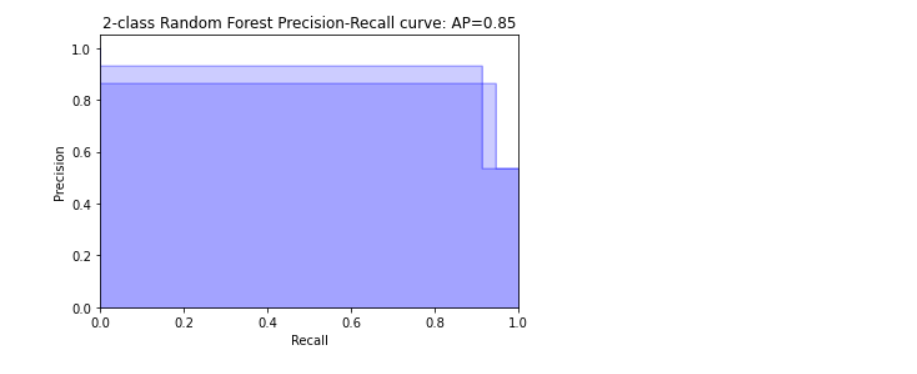 2-class Random Forest Precision-Recall curve: AP=0.85
1.0
0.8
0.6
0.4
0.2
0.0
Precision
0.0 0.2 0.4 0.6 0.8 1.0
Recall